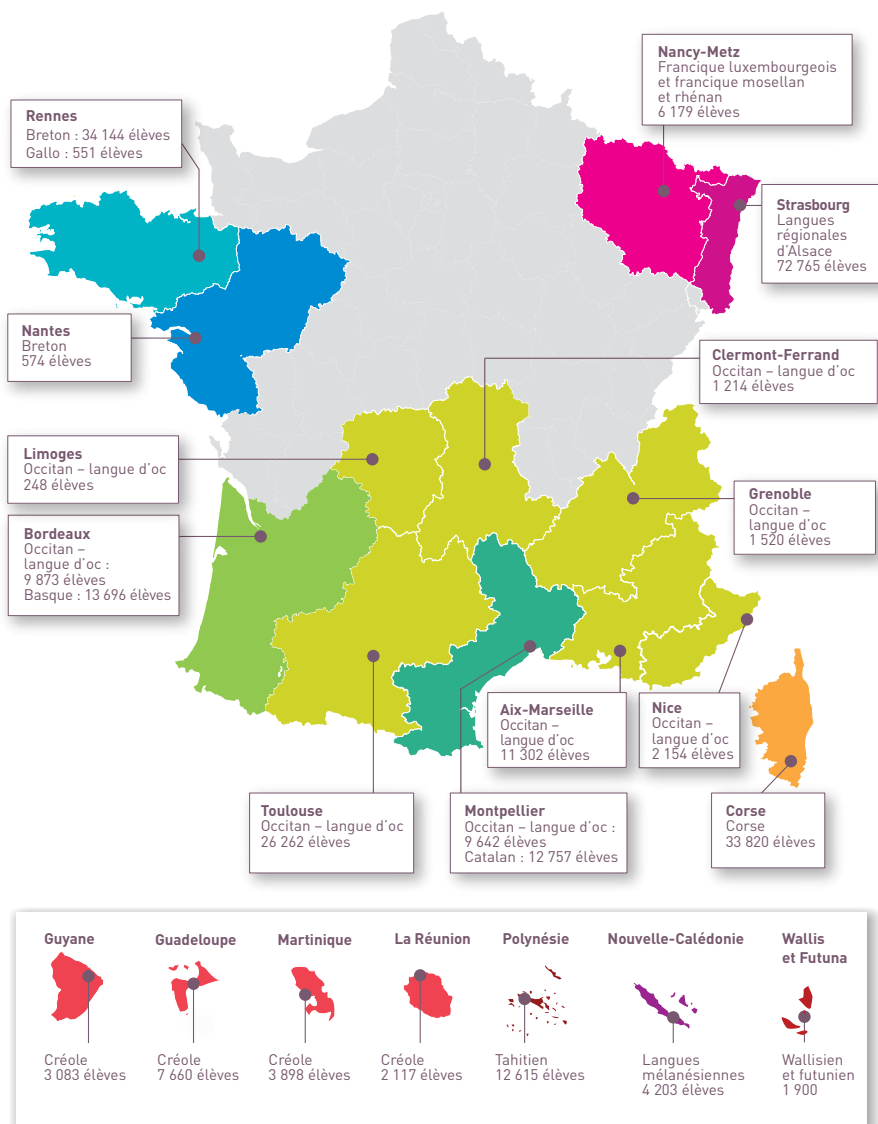 Nancy-Metz
Francique luxembourgeois
et francique mosellan
et rhénan
6 179 élèves
Rennes
Breton : 34 144 élèves
Gallo : 551 élèves
Strasbourg
Langues
régionales
d'Alsace
72 765 élèves
Nantes
Breton
574 élèves
Clermont-Ferrand
Occitan – langue d'oc
1 214 élèves
Limoges
Occitan – langue d'oc
248 élèves
Grenoble
Occitan –
langue d'oc
1 520 élèves
Bordeaux
Occitan –
langue d'oc :
9 873 élèves
Basque : 13 696 élèves
Aix-Marseille
Occitan –
langue d'oc
11 302 élèves
Nice
Occitan –
langue d'oc
2 154 élèves
Toulouse
Occitan – langue d'oc
26 262 élèves
Montpellier
Occitan – langue d'oc :
9 642 élèves
Catalan : 12 757 élèves
Corse
Corse
33 820 élèves
Guyane
Créole
3 083 élèves
Guadeloupe
Créole
7 660 élèves
Martinique
Créole
3 898 élèves
La Réunion
Créole
2 117 élèves
Polynésie
Tahitien
12 615 élèves
Nouvelle-Calédonie
Langues
mélanésiennes
4 203 élèves
Wallis
et Futuna
Wallisien
et futunien
1 900